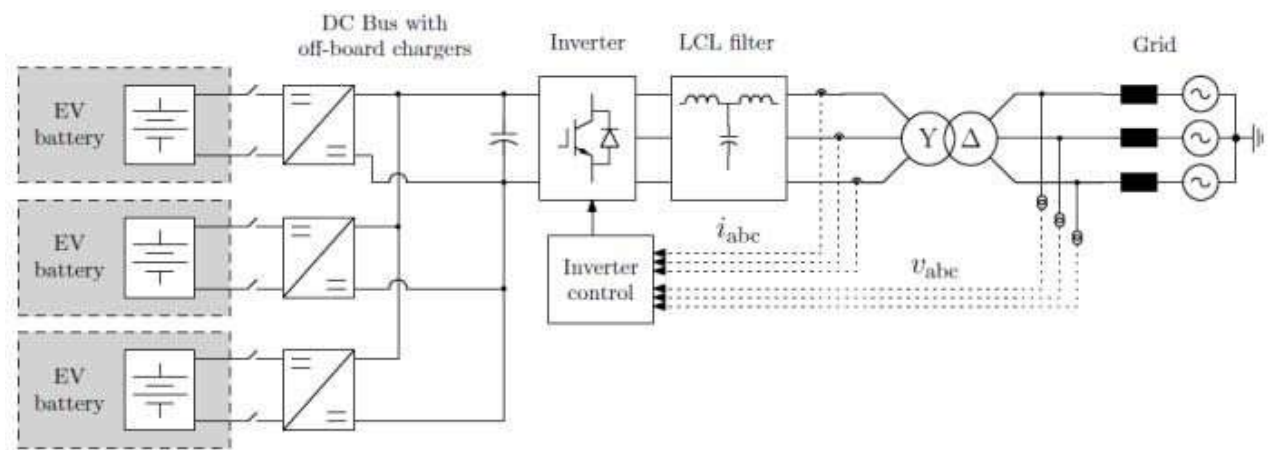 DC Bus with
off-board chargers
Inverter
LCL filter
Grid
EV
battery
Y Δ
i_abc
EV
battery
Inverter
control
v_abc
EV
battery